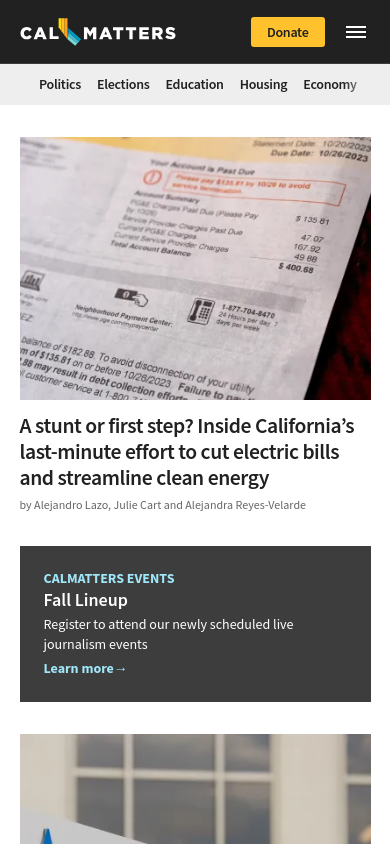 CALMATTERS
Donate
Politics Elections Education Housing Economy
Statement Date: 10/20/2023
Due Date: 10/26/2023
Your Account is Past Due
Please pay $135.81 by 10/26 to avoid
service termination.
Account Summary
PG&E Charges Past Due (Please Pay $ 135.81
by 10/26)
Current PG&E Charges Past Due 47.07
Service Provider Charges Past Due 167.92
Current Service Provider Charges 49.88
Total Account Balance $ 400.68
Neighborhood Payment Center:
1-877-704-8470
24 Hours per day, 7
days per week
balance of $182.88. To avoid disconnection of your utility
m of $135.81 on or before 10/26/2023. Failure to
.88 may result in debt collection efforts.
l customer service at 1-800-
A stunt or first step? Inside California’s
last-minute effort to cut electric bills
and streamline clean energy
by Alejandro Lazo, Julie Cart and Alejandra Reyes-Velarde
CALMATTERS EVENTS
Fall Lineup
Register to attend our newly scheduled live
journalism events
Learn more→